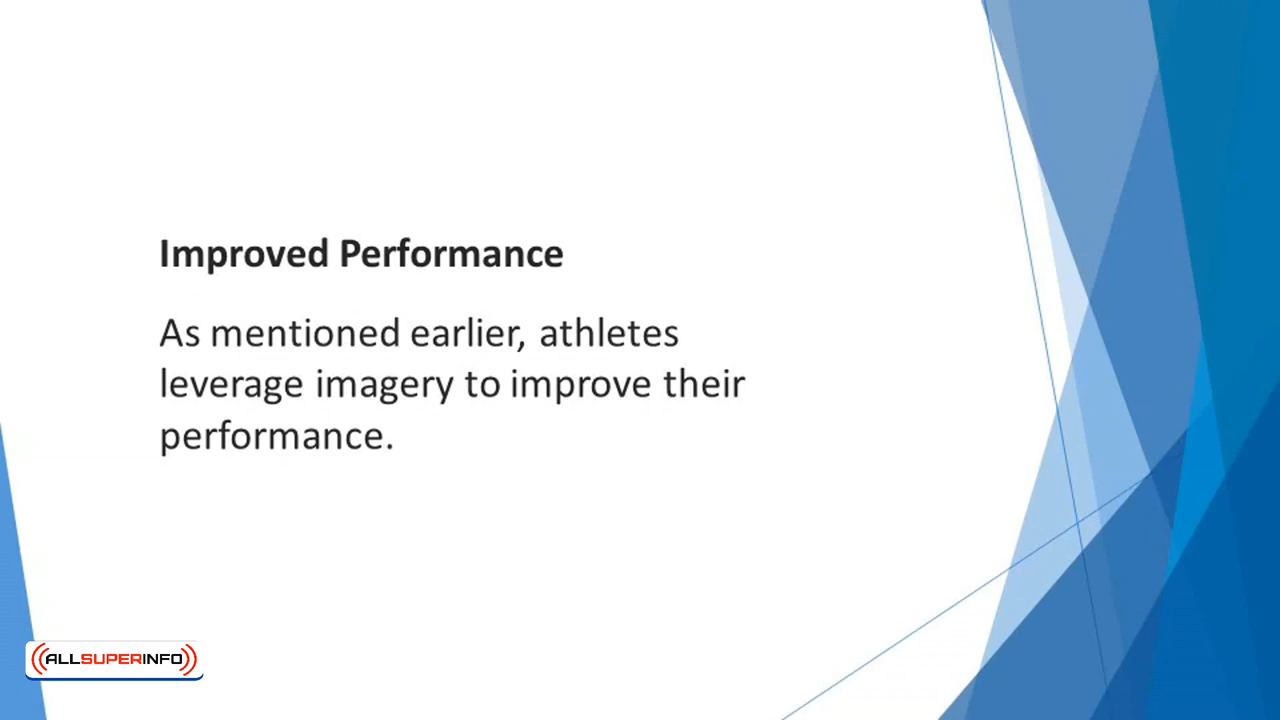 Improved Performance
As mentioned earlier, athletes
leverage imagery to improve their
performance.
ALLSUPERINFO